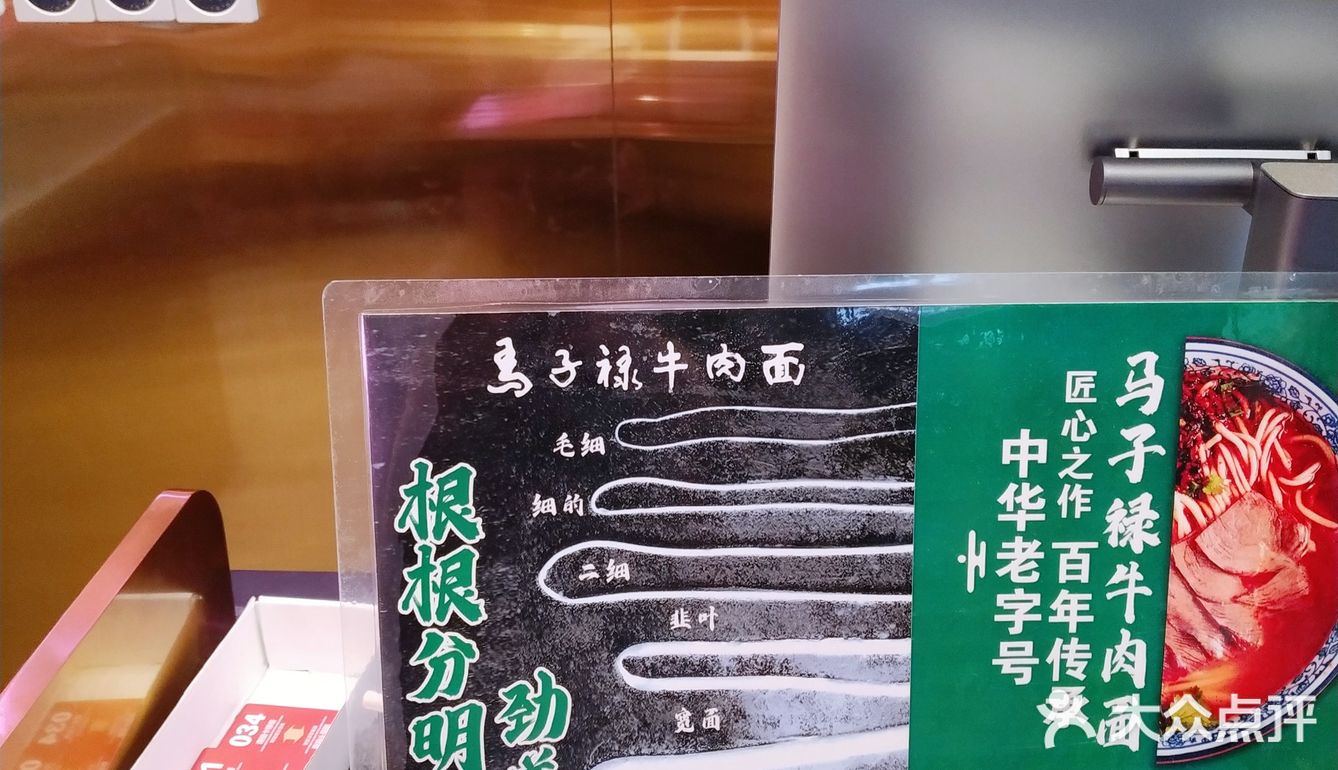 马子禄牛肉面
毛细
细的
二细
韭叶
宽面
根根分明
劲
马子禄牛肉面
匠心之作 百年传
中华老字号
034
大众点评